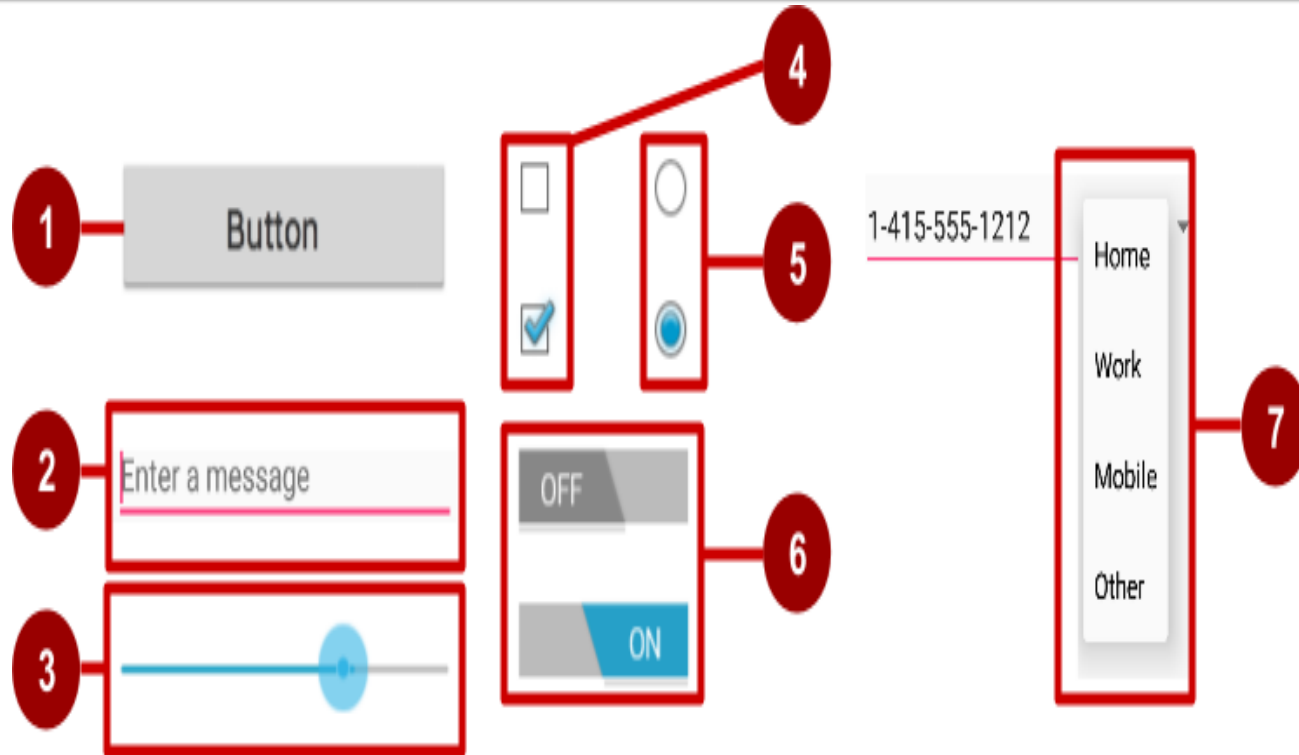 4
1
Button
5
1-415-555-1212
Home
Work
Mobile
Other
7
2
Enter a message
OFF
6
ON
3